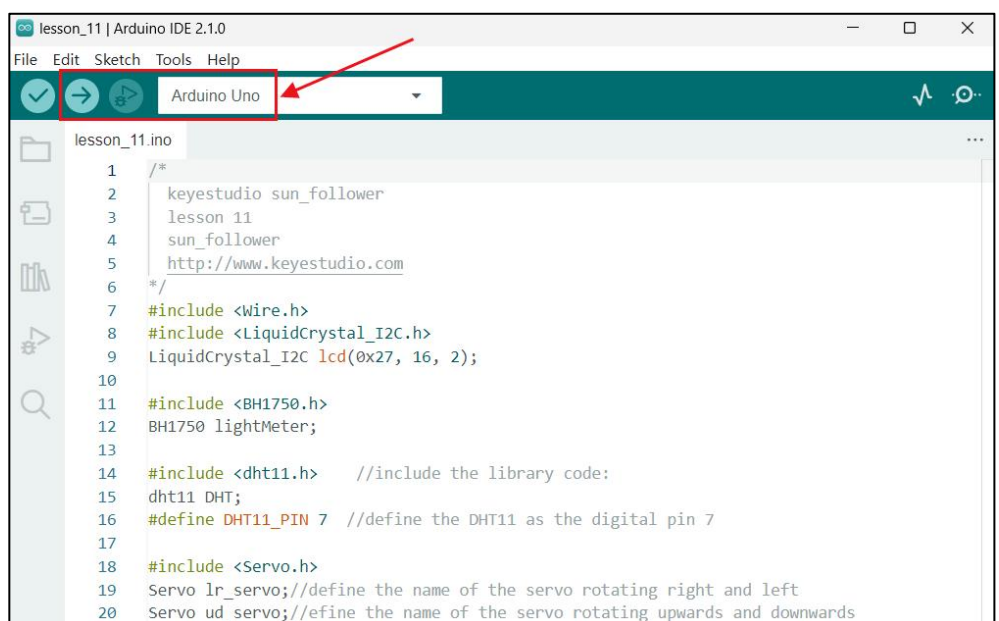 lesson_11 | Arduino IDE 2.1.0
File Edit Sketch Tools Help
Arduino Uno
lesson_11.ino
1 /*
2 keyestudio sun_follower
3 lesson 11
4 sun_follower
5 http://www.keyestudio.com
6 */
7 #include <Wire.h>
8 #include <LiquidCrystal_I2C.h>
9 LiquidCrystal_I2C lcd(0x27, 16, 2);
10
11 #include <BH1750.h>
12 BH1750 lightMeter;
13
14 #include <dht11.h> //include the library code:
15 dht11 DHT;
16 #define DHT11_PIN 7 //define the DHT11 as the digital pin 7
17
18 #include <Servo.h>
19 Servo lr_servo;//define the name of the servo rotating right and left
20 Servo ud_servo;//efine the name of the servo rotating upwards and downwards